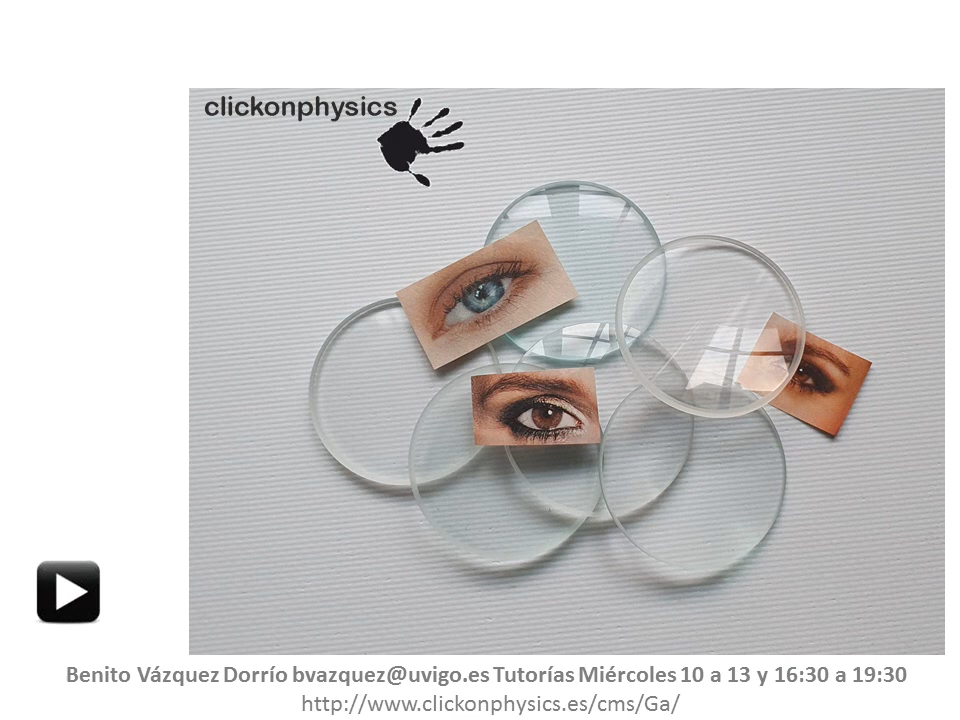 clickonphysics
Benito Vázquez Dorrío bvazquez@uvigo.es Tutorías Miércoles 10 a 13 y 16:30 a 19:30
http://www.clickonphysics.es/cms/Ga/